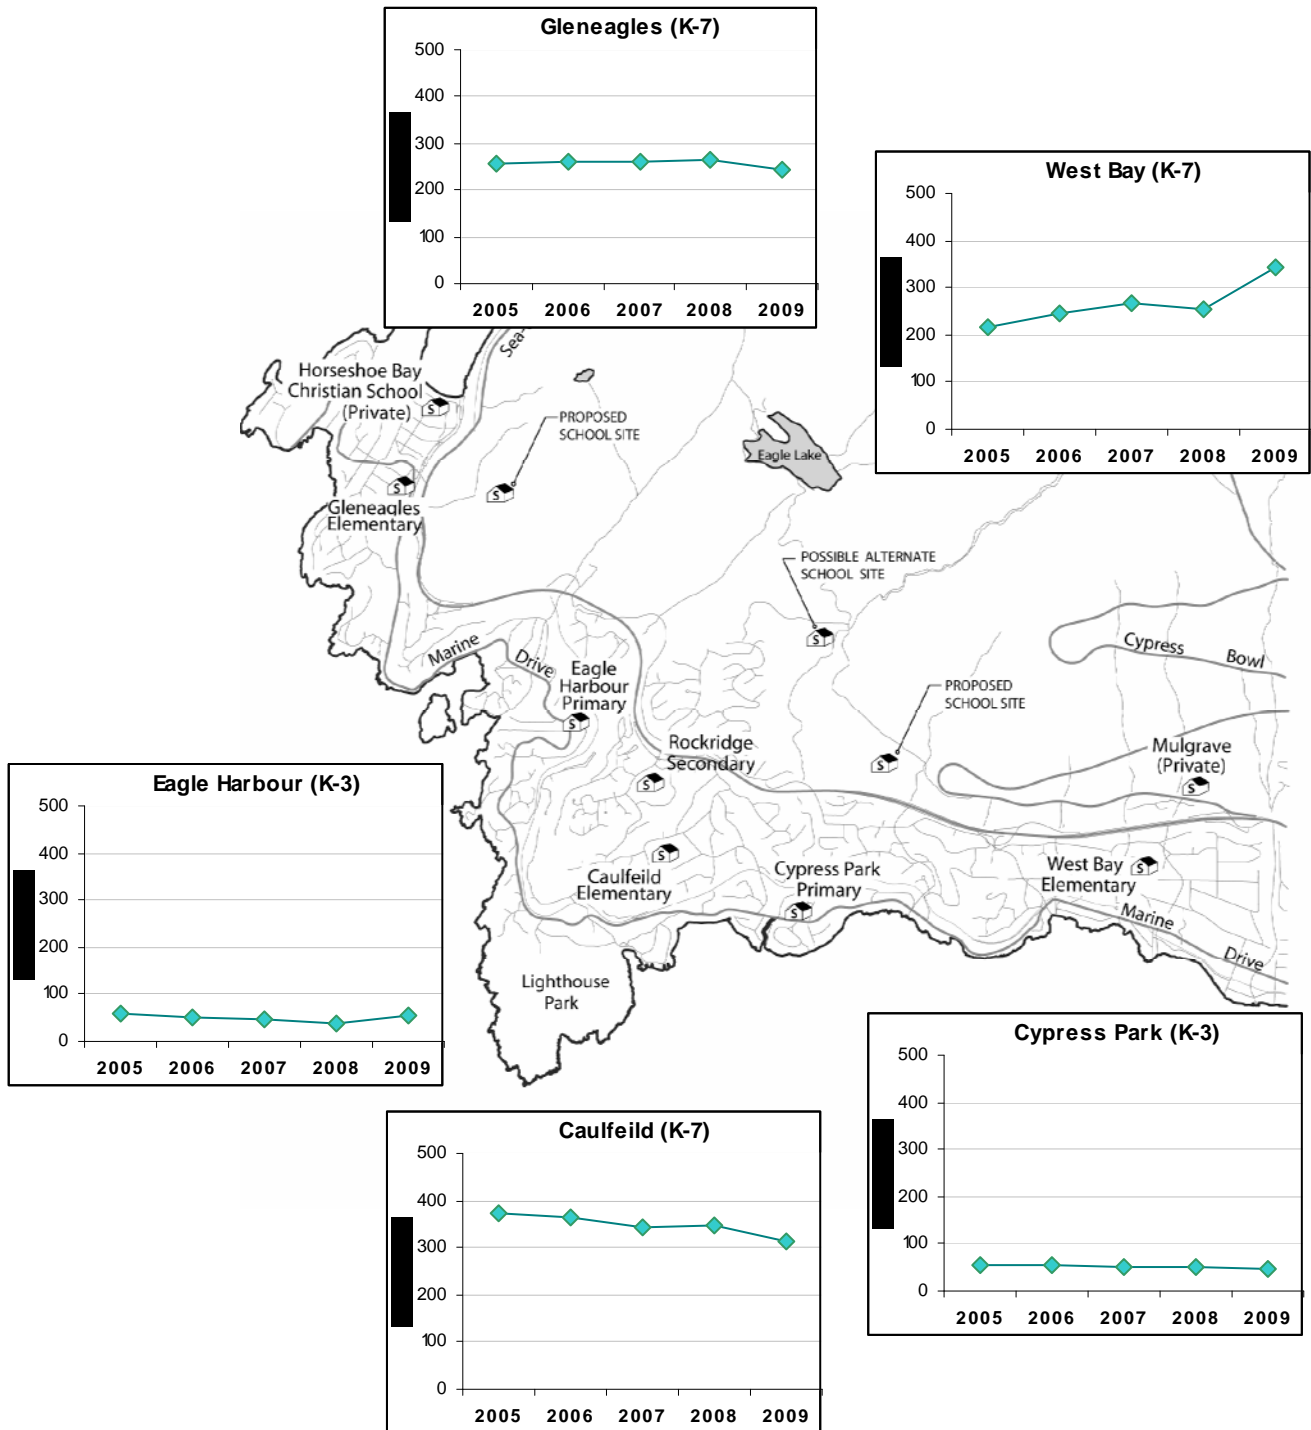 Gleneagles (K-7)
500
400
300
200
100
0
2005 2006 2007 2008 2009
West Bay (K-7)
500
400
300
200
100
0
2005 2006 2007 2008 2009
Sea-
Horseshoe Bay
Christian School
(Private)
S
PROPOSED
SCHOOL SITE
S
Eagle Lake
S
Gleneagles
Elementary
POSSIBLE ALTERNATE
SCHOOL SITE
S
Cypress Bowl
Marine Drive
Eagle
Harbour
Primary
S
PROPOSED
SCHOOL SITE
S
Rockridge
Secondary
S
Mulgrave
(Private)
S
Eagle Harbour (K-3)
500
400
300
200
100
0
2005 2006 2007 2008 2009
S
Caulfeild
Elementary
Cypress Park
Primary
S
West Bay
Elementary
S
Marine Drive
Lighthouse
Park
Cypress Park (K-3)
500
400
300
200
100
0
2005 2006 2007 2008 2009
Caulfeild (K-7)
500
400
300
200
100
0
2005 2006 2007 2008 2009